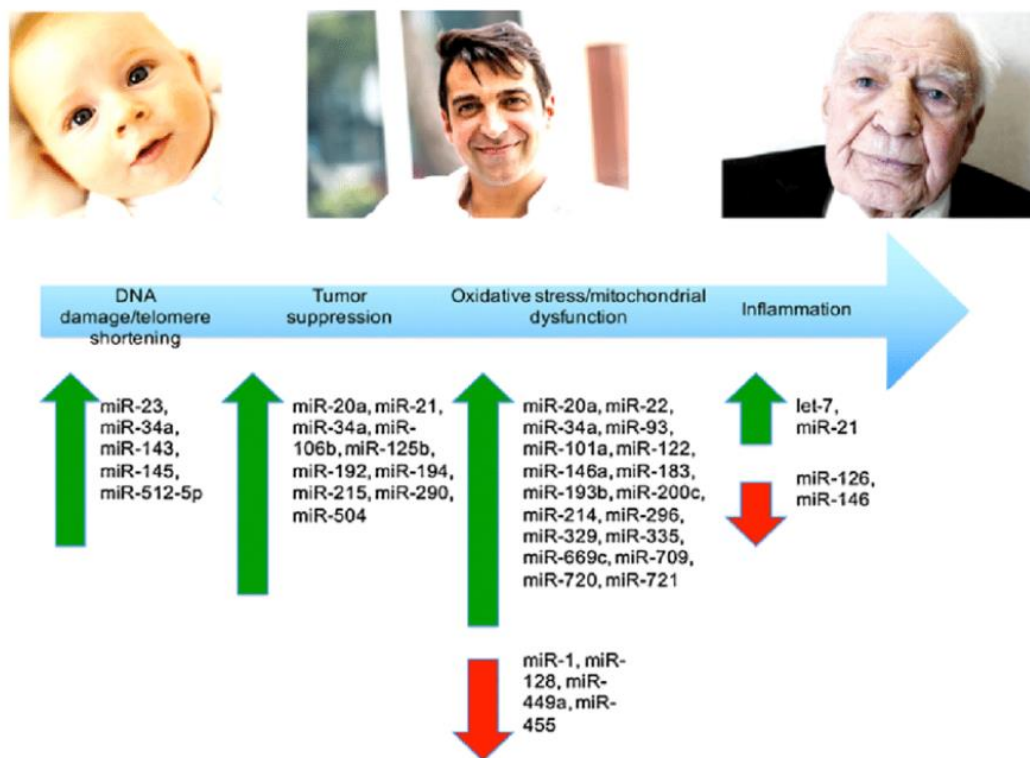 DNA
damage/telomere
shortening
Tumor
suppression
Oxidative stress/mitochondrial
dysfunction
Inflammation
miR-23,
miR-34a,
miR-143,
miR-145,
miR-512-5p
miR-20a, miR-21,
miR-34a, miR-
106b, miR-125b,
miR-192, miR-194,
miR-215, miR-290,
miR-504
miR-20a, miR-22,
miR-34a, miR-93,
miR-101a, miR-122,
miR-146a, miR-183,
miR-193b, miR-200c,
miR-214, miR-296,
miR-329, miR-335,
miR-669c, miR-709,
miR-720, miR-721
miR-1, miR-
128, miR-
449a, miR-
455
let-7,
miR-21
miR-126,
miR-146